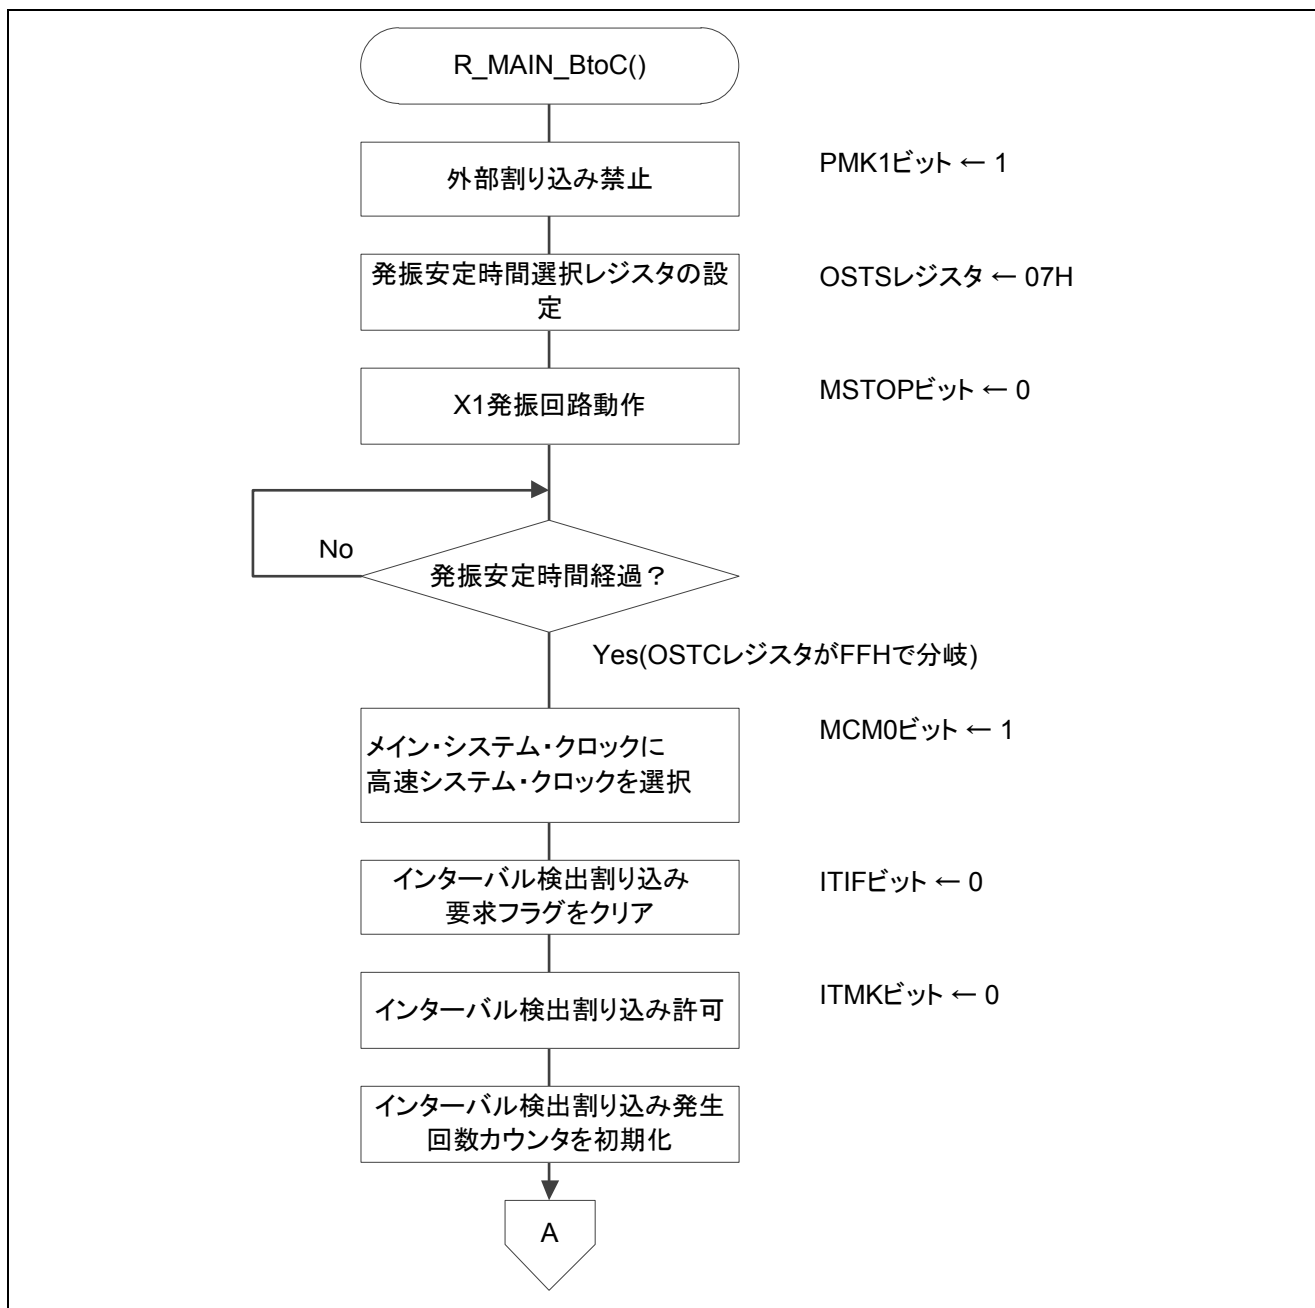 R_MAIN_BtoC()
外部割り込み禁止
PMK1ビット ← 1
発振安定時間選択レジスタの設
定
OSTSレジスタ ← 07H
X1発振回路動作
MSTOPビット ← 0
No
発振安定時間経過？
Yes(OSTCレジスタがFFHで分岐)
メイン・システム・クロックに
高速システム・クロックを選択
MCM0ビット ← 1
インターバル検出割り込み
要求フラグをクリア
ITIFビット ← 0
インターバル検出割り込み許可
ITMKビット ← 0
インターバル検出割り込み発生
回数カウンタを初期化
A